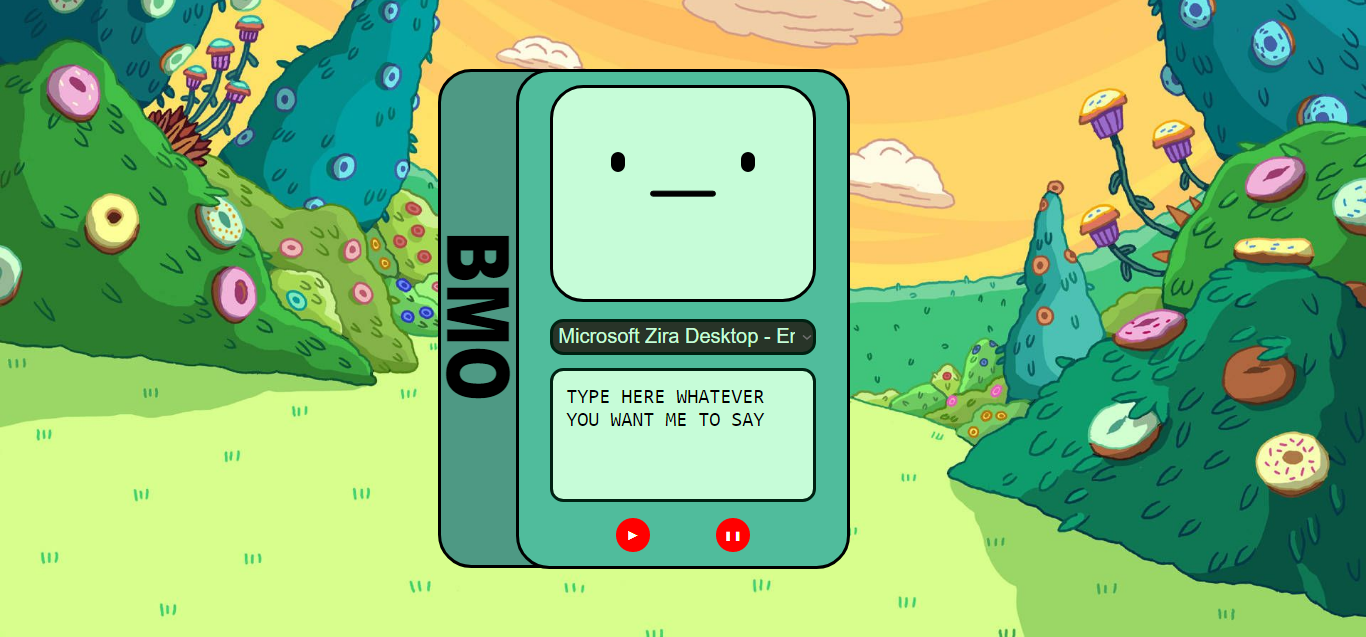 BMO
Microsoft Zira Desktop - Er
TYPE HERE WHATEVER
YOU WANT ME TO SAY